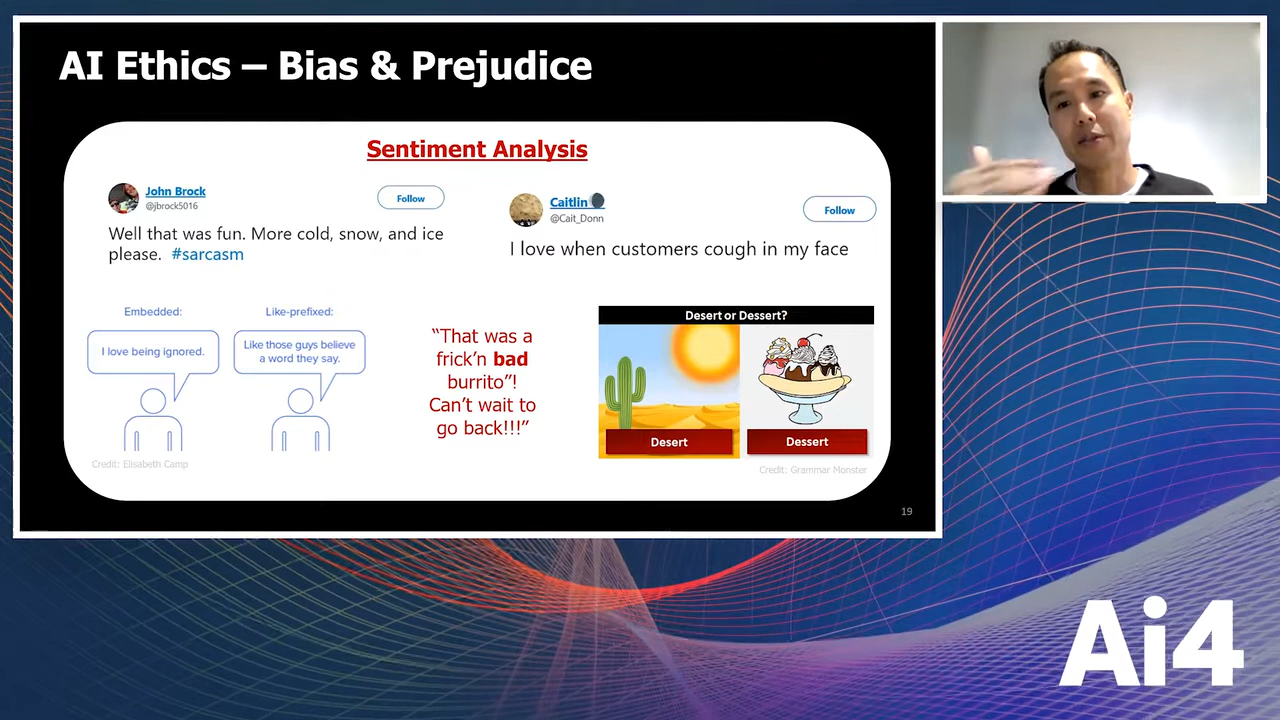 AI Ethics – Bias & Prejudice
Sentiment Analysis
John Brock
@jbrock5016
Follow
Well that was fun. More cold, snow, and ice
please. #sarcasm
Caitlin
@Cait_Donn
Follow
I love when customers cough in my face
Embedded:
I love being ignored.
Like-prefixed:
Like those guys believe
a word they say.
Credit: Elisabeth Camp
“That was a
frick’n bad
burrito”!
Can’t wait to
go back!!!”
Desert or Dessert?
Desert
Dessert
Credit: Grammar Monster
19
Ai4